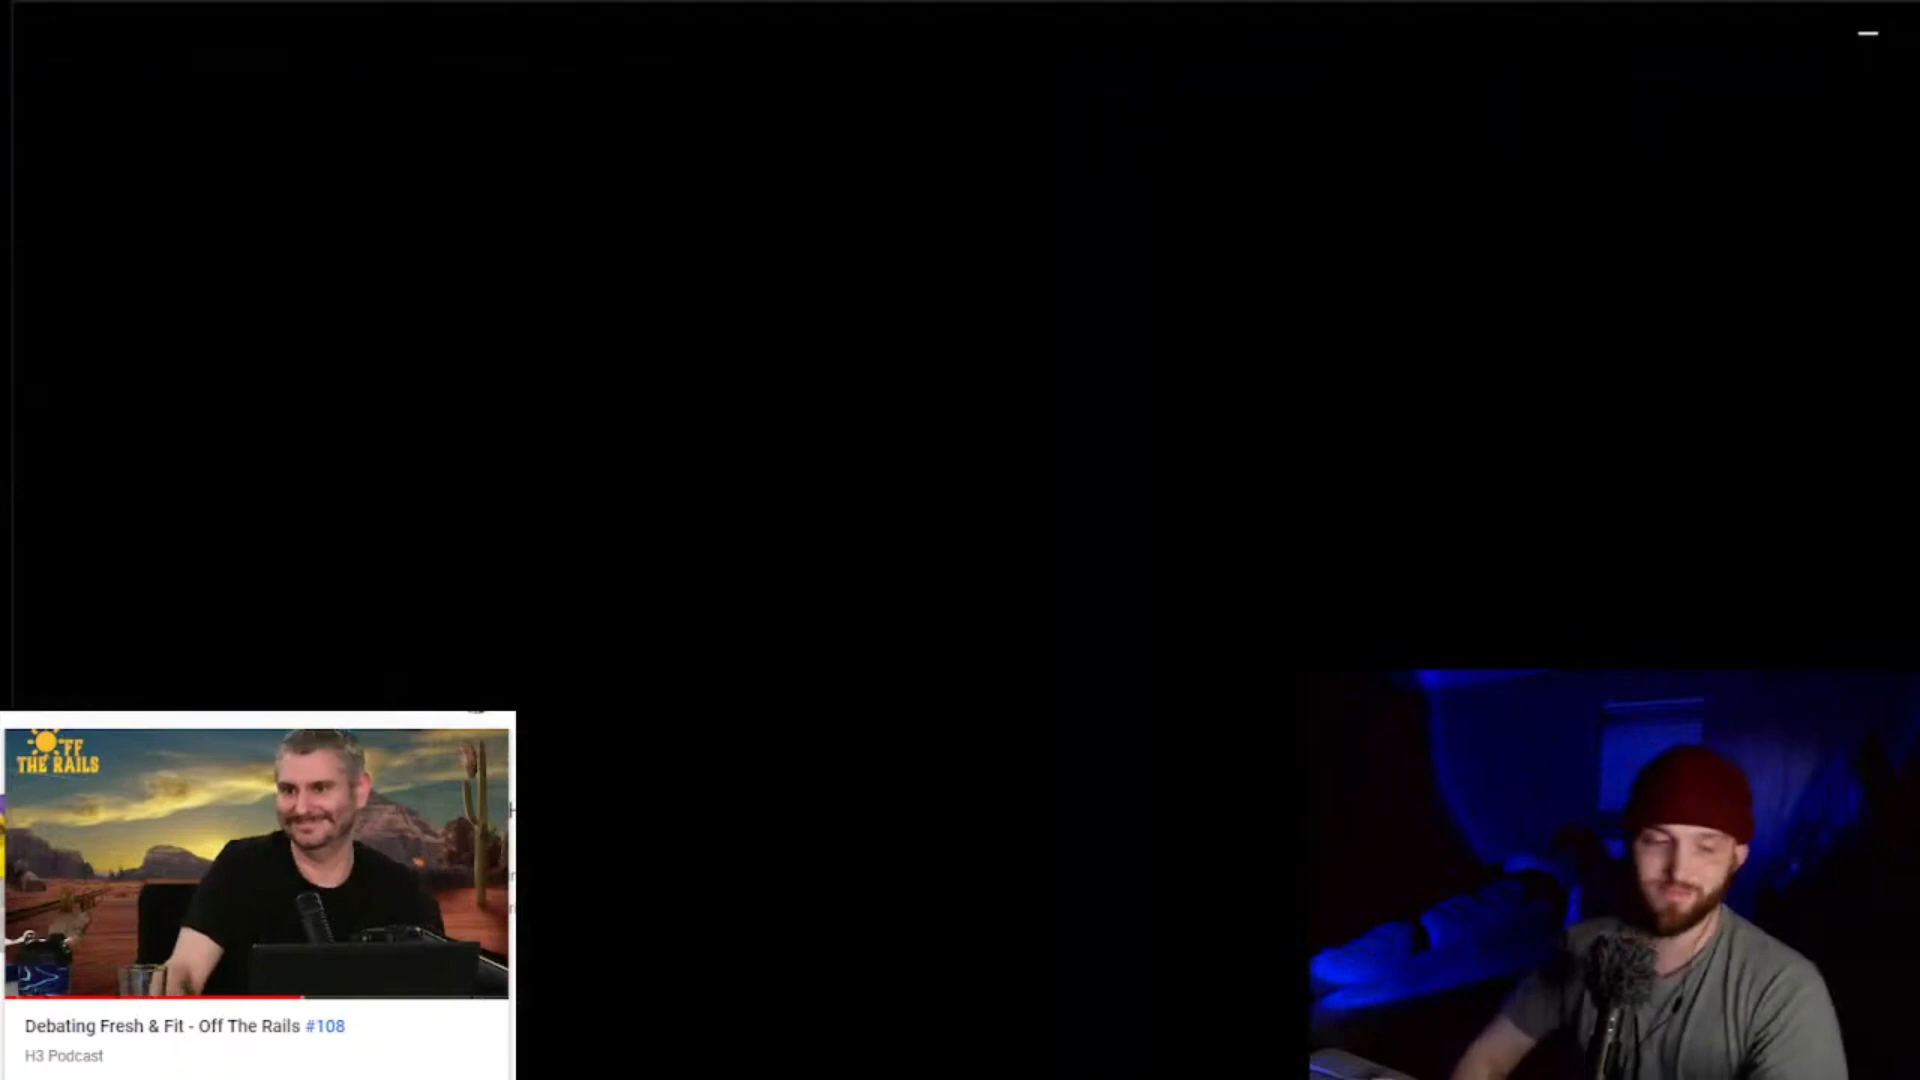 OFF
THE RAILS
Debating Fresh & Fit - Off The Rails #108
H3 Podcast